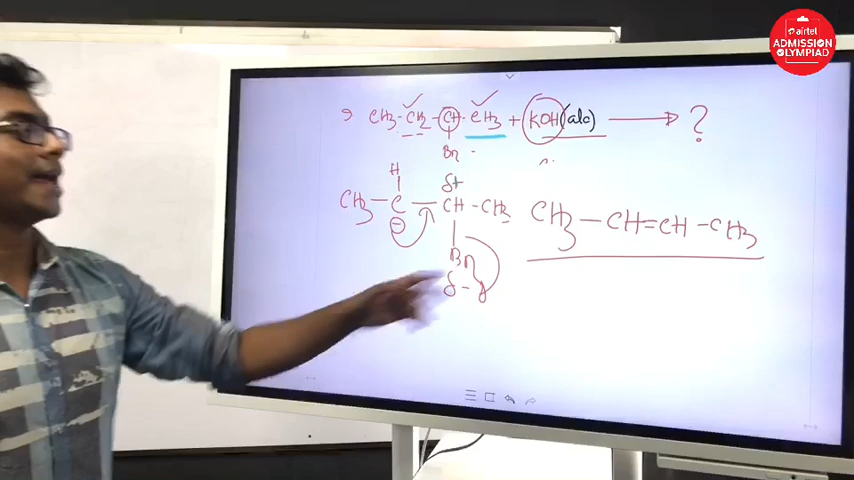 airtel
ADMISSION
OLYMPIAD
CH3-CH2-CH-CH3 + KOH(alc) → ?
Br
H δ+
CH3-C-CH-CH3 CH3-CH=CH-CH3
⊖
Br
δ-